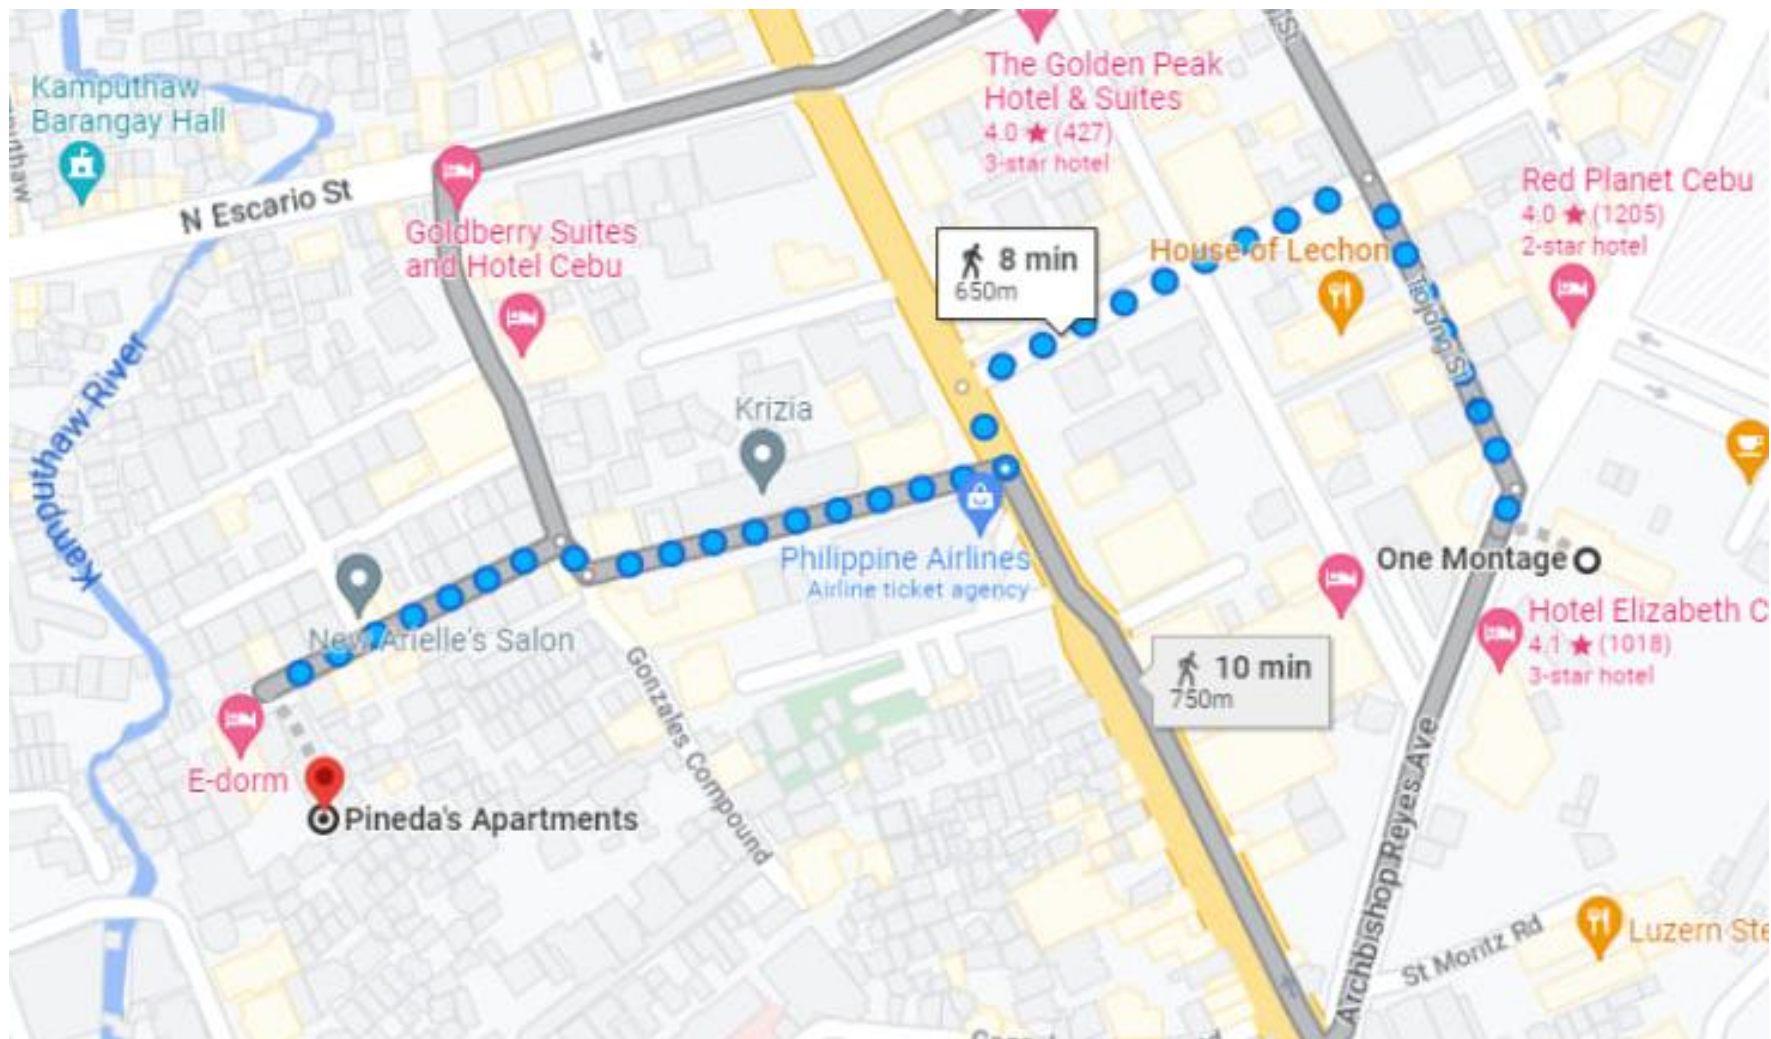 Kamputhaw
Barangay Hall
N Escario St
Goldberry Suites
and Hotel Cebu
The Golden Peak
Hotel & Suites
4.0 ★ (427)
3-star hotel
Red Planet Cebu
4.0 ★ (1205)
2-star hotel
House of Lechon
8 min
650m
Tojong St
Kamputhaw River
Krizia
Philippine Airlines
Airline ticket agency
One Montage
Hotel Elizabeth C
4.1 ★ (1018)
3-star hotel
New Arielle's Salon
Gonzales Compound
10 min
750m
E-dorm
Pineda's Apartments
Archbishop Reyes Ave
St Moritz Rd
Luzern Ste